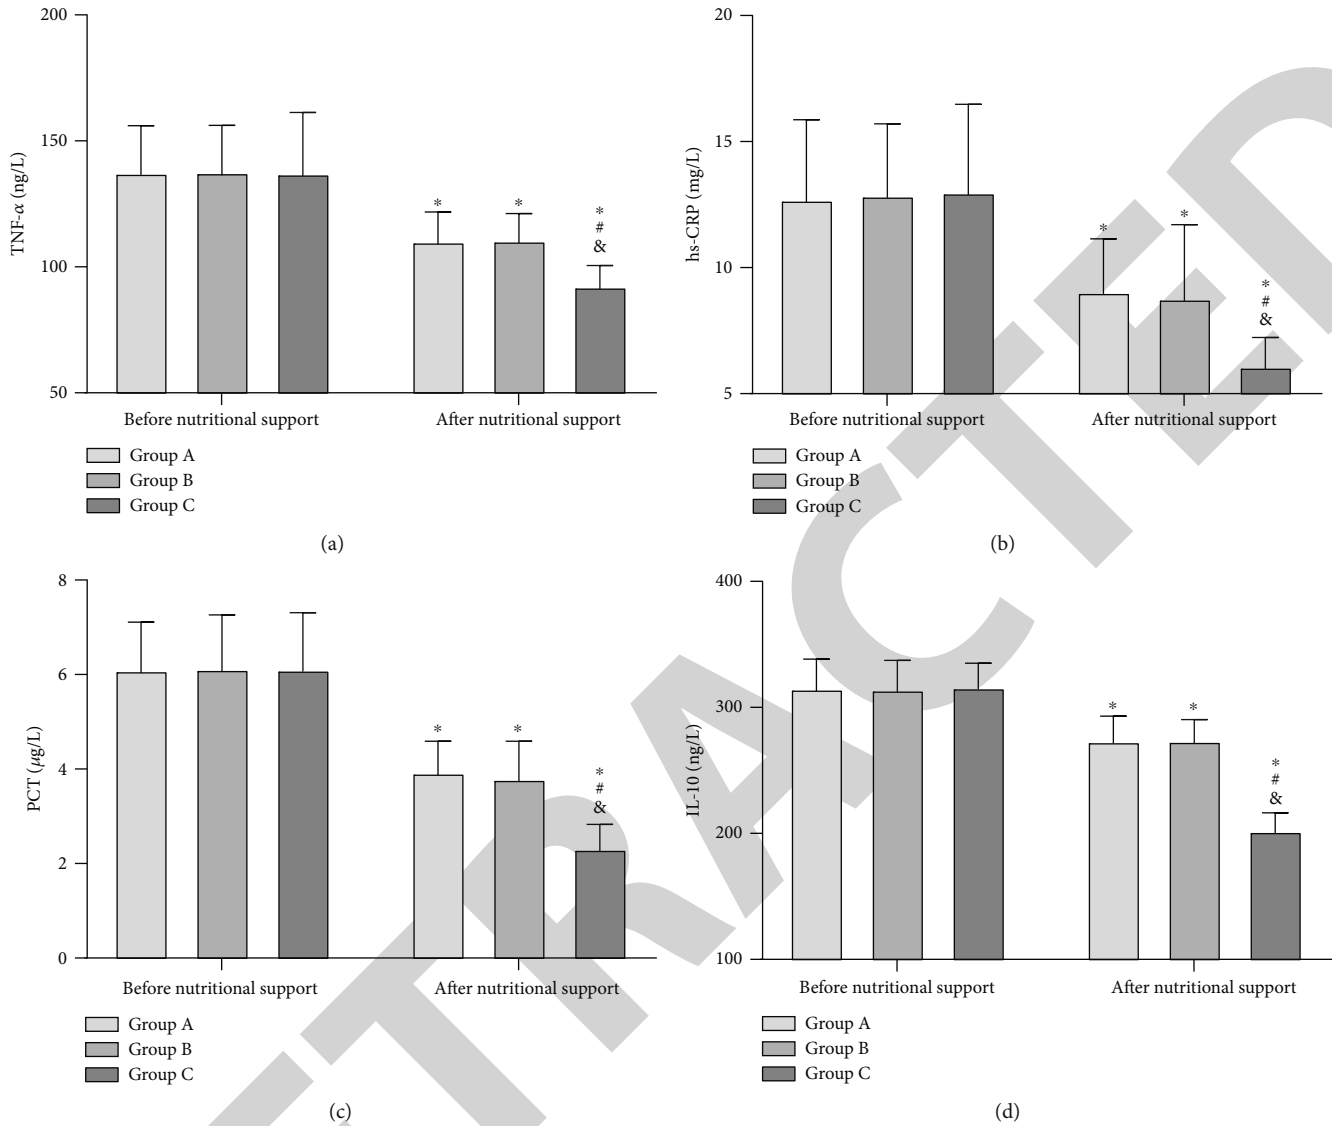 200
150
100
50
TNF-α (ng/L)
*
*
*
#
&
Before nutritional support
After nutritional support
Group A
Group B
Group C
(a)
20
15
10
5
hs-CRP (mg/L)
*
*
*
#
&
Before nutritional support
After nutritional support
Group A
Group B
Group C
(b)
8
6
4
2
0
PCT (μg/L)
*
*
*
#
&
Before nutritional support
After nutritional support
Group A
Group B
Group C
(c)
400
300
200
100
IL-10 (ng/L)
*
*
*
#
&
Before nutritional support
After nutritional support
Group A
Group B
Group C
(d)
TRACTED